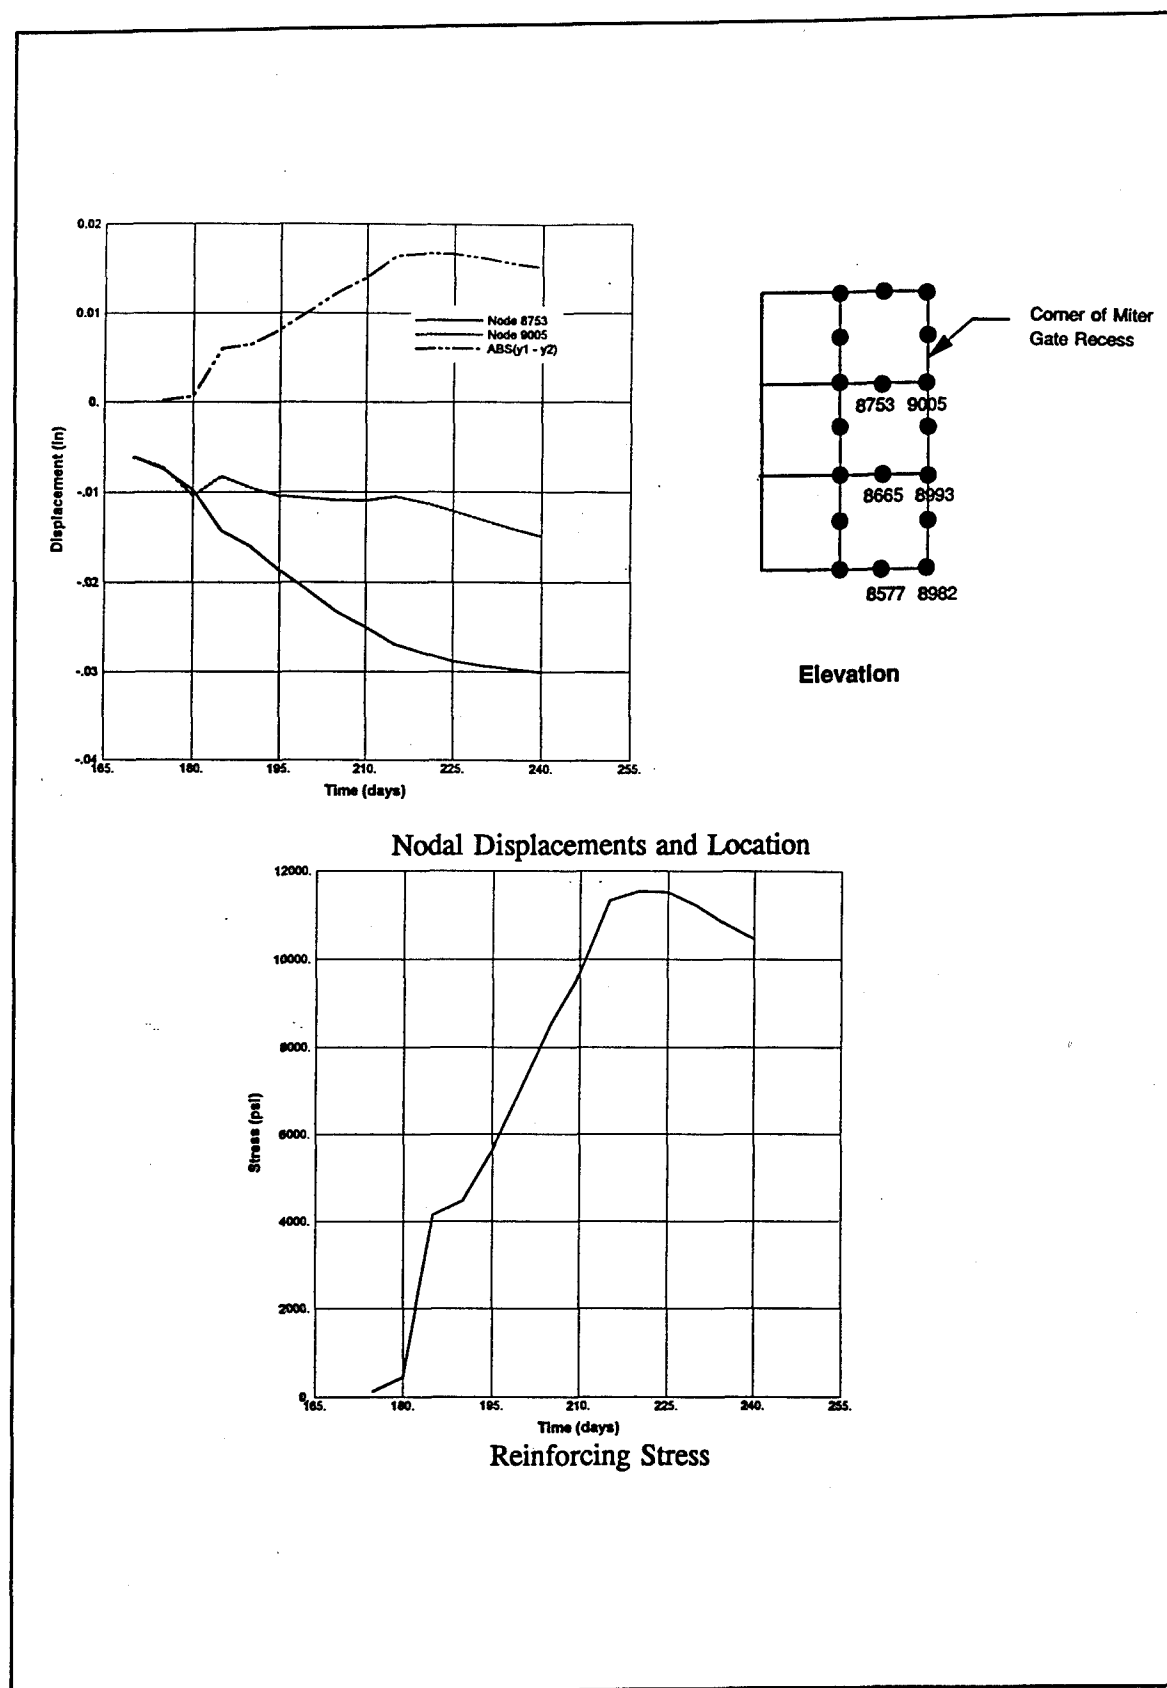 0.02
0.01
0.
-.01
-.02
-.03
-.04
Displacement (in)
Node 8753
Node 9005
ABS(y1 - y2)
165. 180. 195. 210. 225. 240. 255.
Time (days)
Corner of Miter
Gate Recess
8753 9005
8665 8993
8577 8982
Elevation
Nodal Displacements and Location
12000.
10000.
8000.
6000.
4000.
2000.
0.
Stress (psi)
165. 180. 195. 210. 225. 240. 255.
Time (days)
Reinforcing Stress